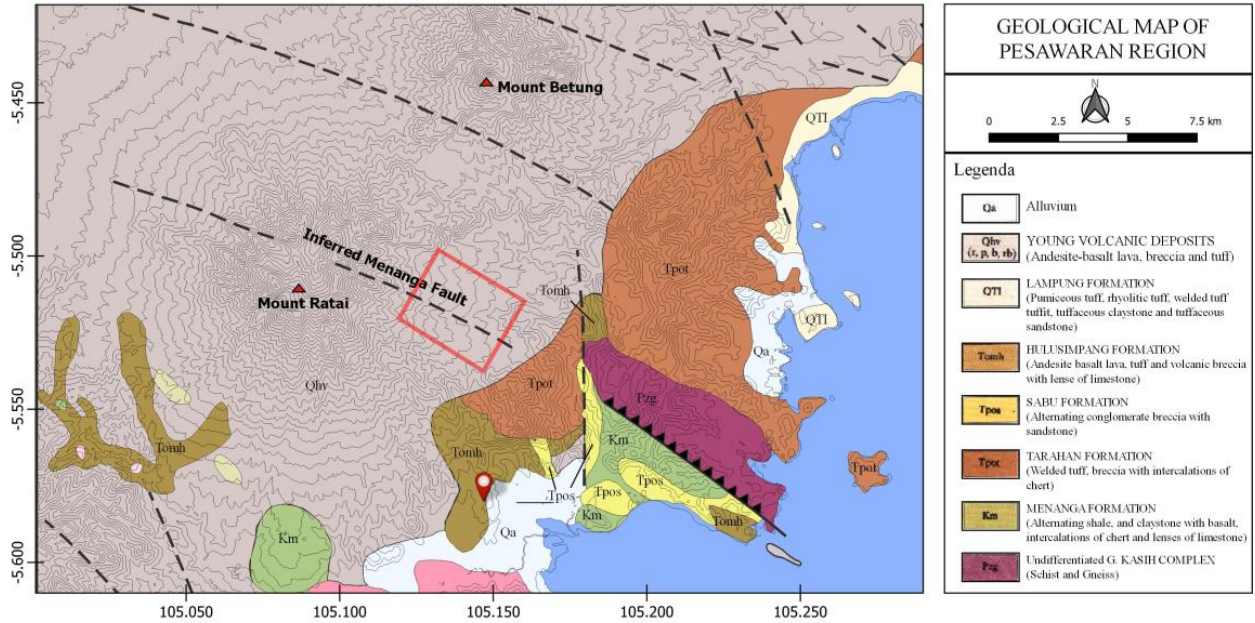 GEOLOGICAL MAP OF
PESAWARAN REGION
N
0 2.5 5 7.5 km
Legenda
Qa Alluvium
Qhv
(r, p, b, rb)
YOUNG VOLCANIC DEPOSITS
(Andesite-basalt lava, breccia and tuff)
QTI LAMPUNG FORMATION
(Pumiceous tuff, rhyolitic tuff, welded tuff
tuffit, tuffaceous claystone and tuffaceous
sandstone)
Tomh HULUSIMPANG FORMATION
(Andesite basalt lava, tuff and volcanic breccia
with lense of limestone)
Tpos SABU FORMATION
(Alternating conglomerate breccia with
sandstone)
Tpot TARAHAN FORMATION
(Welded tuff, breccia with intercalations of
chert)
Km MENANGA FORMATION
(Alternating shale, and claystone with basalt,
intercalations of chert and lenses of limestone)
Pzg Undifferentiated G. KASIH COMPLEX
(Schist and Gneiss)
-5.450
-5.500
-5.550
-5.600
105.050
105.100
105.150
105.200
105.250
Mount Betung
QTI
Inferred Menanga Fault
Mount Ratai
Tpot
Tomh
QTI
Qa
Qhv
Tpot
Pzg
Tpot
Tomh
Tomh
Km
Tpos
Tpos
Tpos
Km
Qa
Km
Tomh